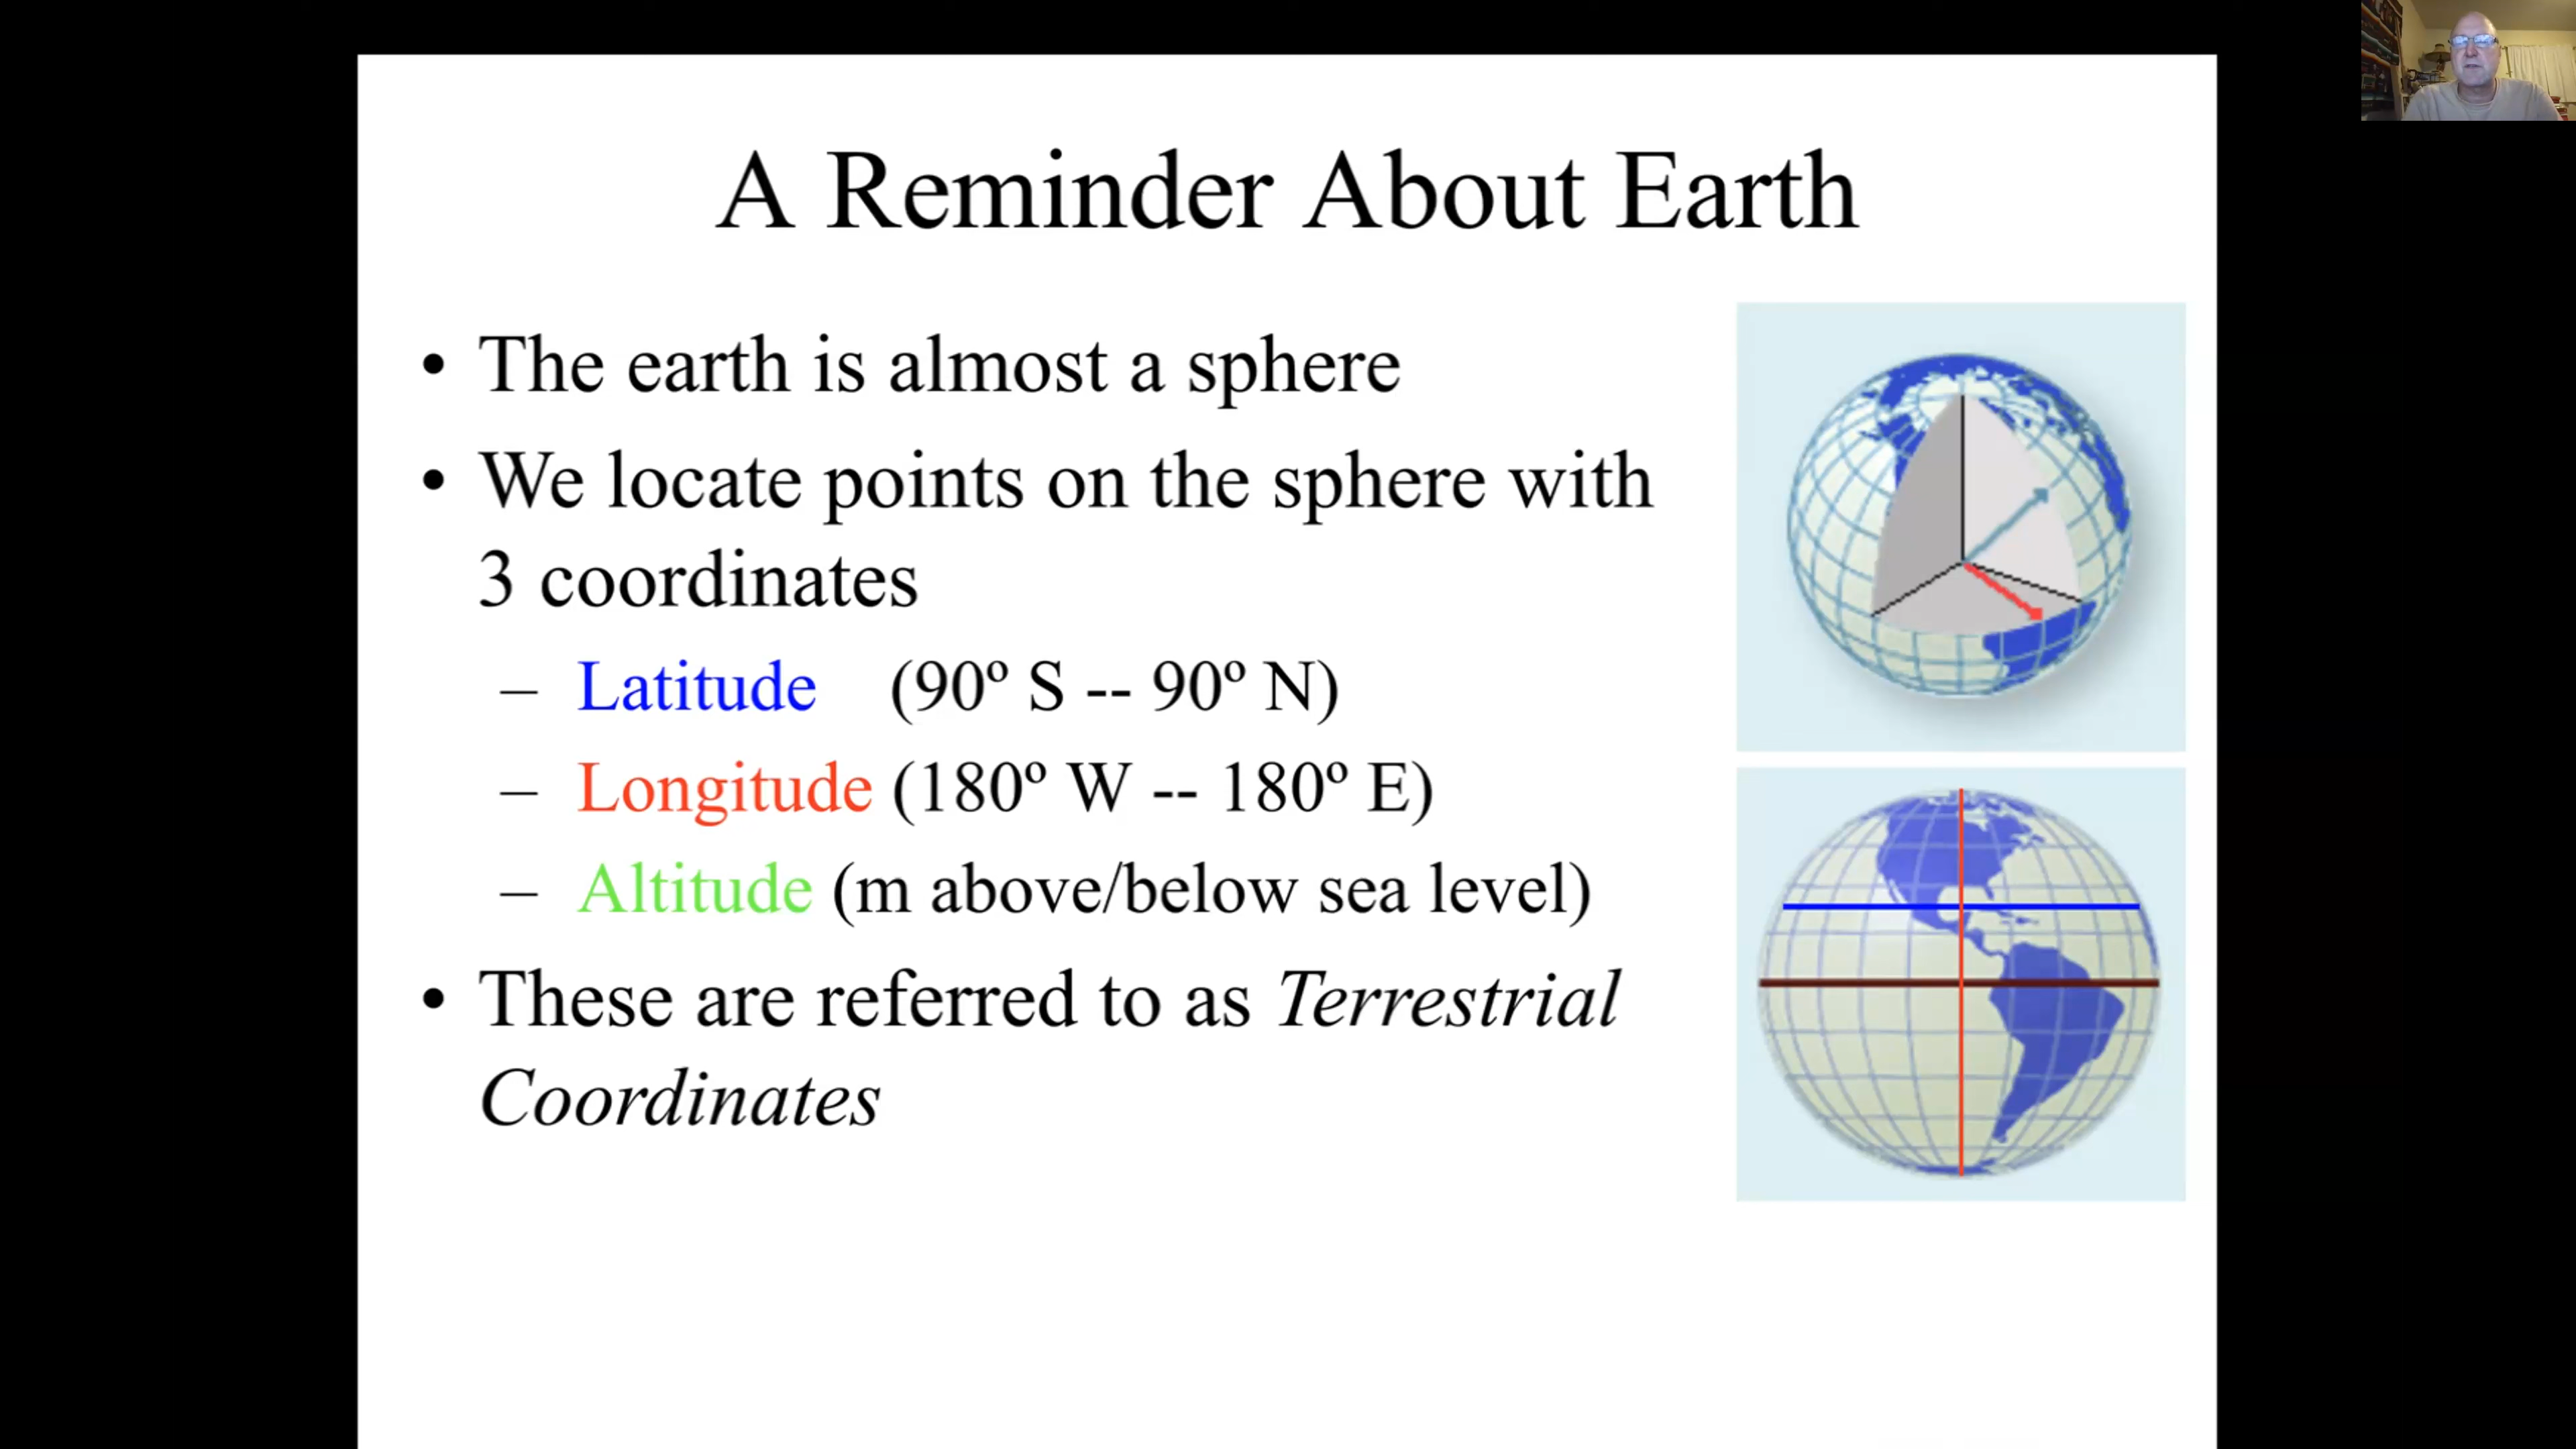 A Reminder About Earth
• The earth is almost a sphere
• We locate points on the sphere with
3 coordinates
– Latitude (90º S -- 90º N)
– Longitude (180º W -- 180º E)
– Altitude (m above/below sea level)
• These are referred to as Terrestrial
Coordinates